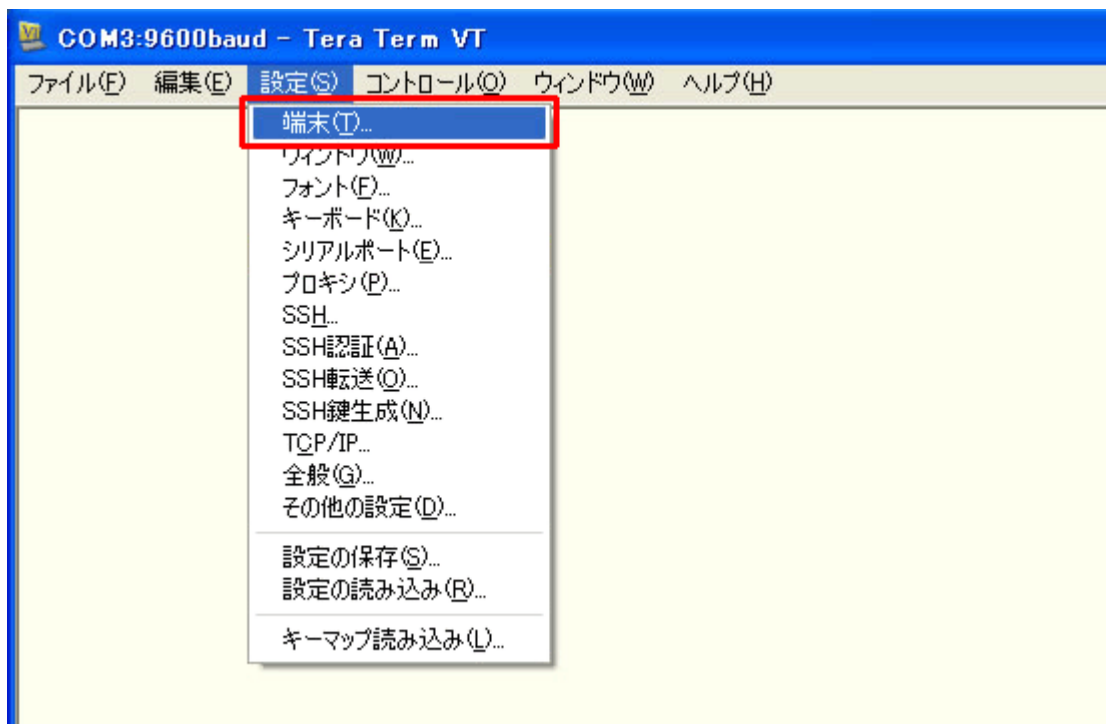 COM3:9600baud - Tera Term VT
ファイル(F) 編集(E) 設定(S) コントロール(O) ウィンドウ(W) ヘルプ(H)
端末(T)...
ウィンドウ(W)...
フォント(F)...
キーボード(K)...
シリアルポート(E)...
プロキシ(P)...
SSH...
SSH認証(A)...
SSH転送(O)...
SSH鍵生成(N)...
TCP/IP...
全般(G)...
その他の設定(D)...
設定の保存(S)...
設定の読み込み(R)...
キーマップ読み込み(L)...